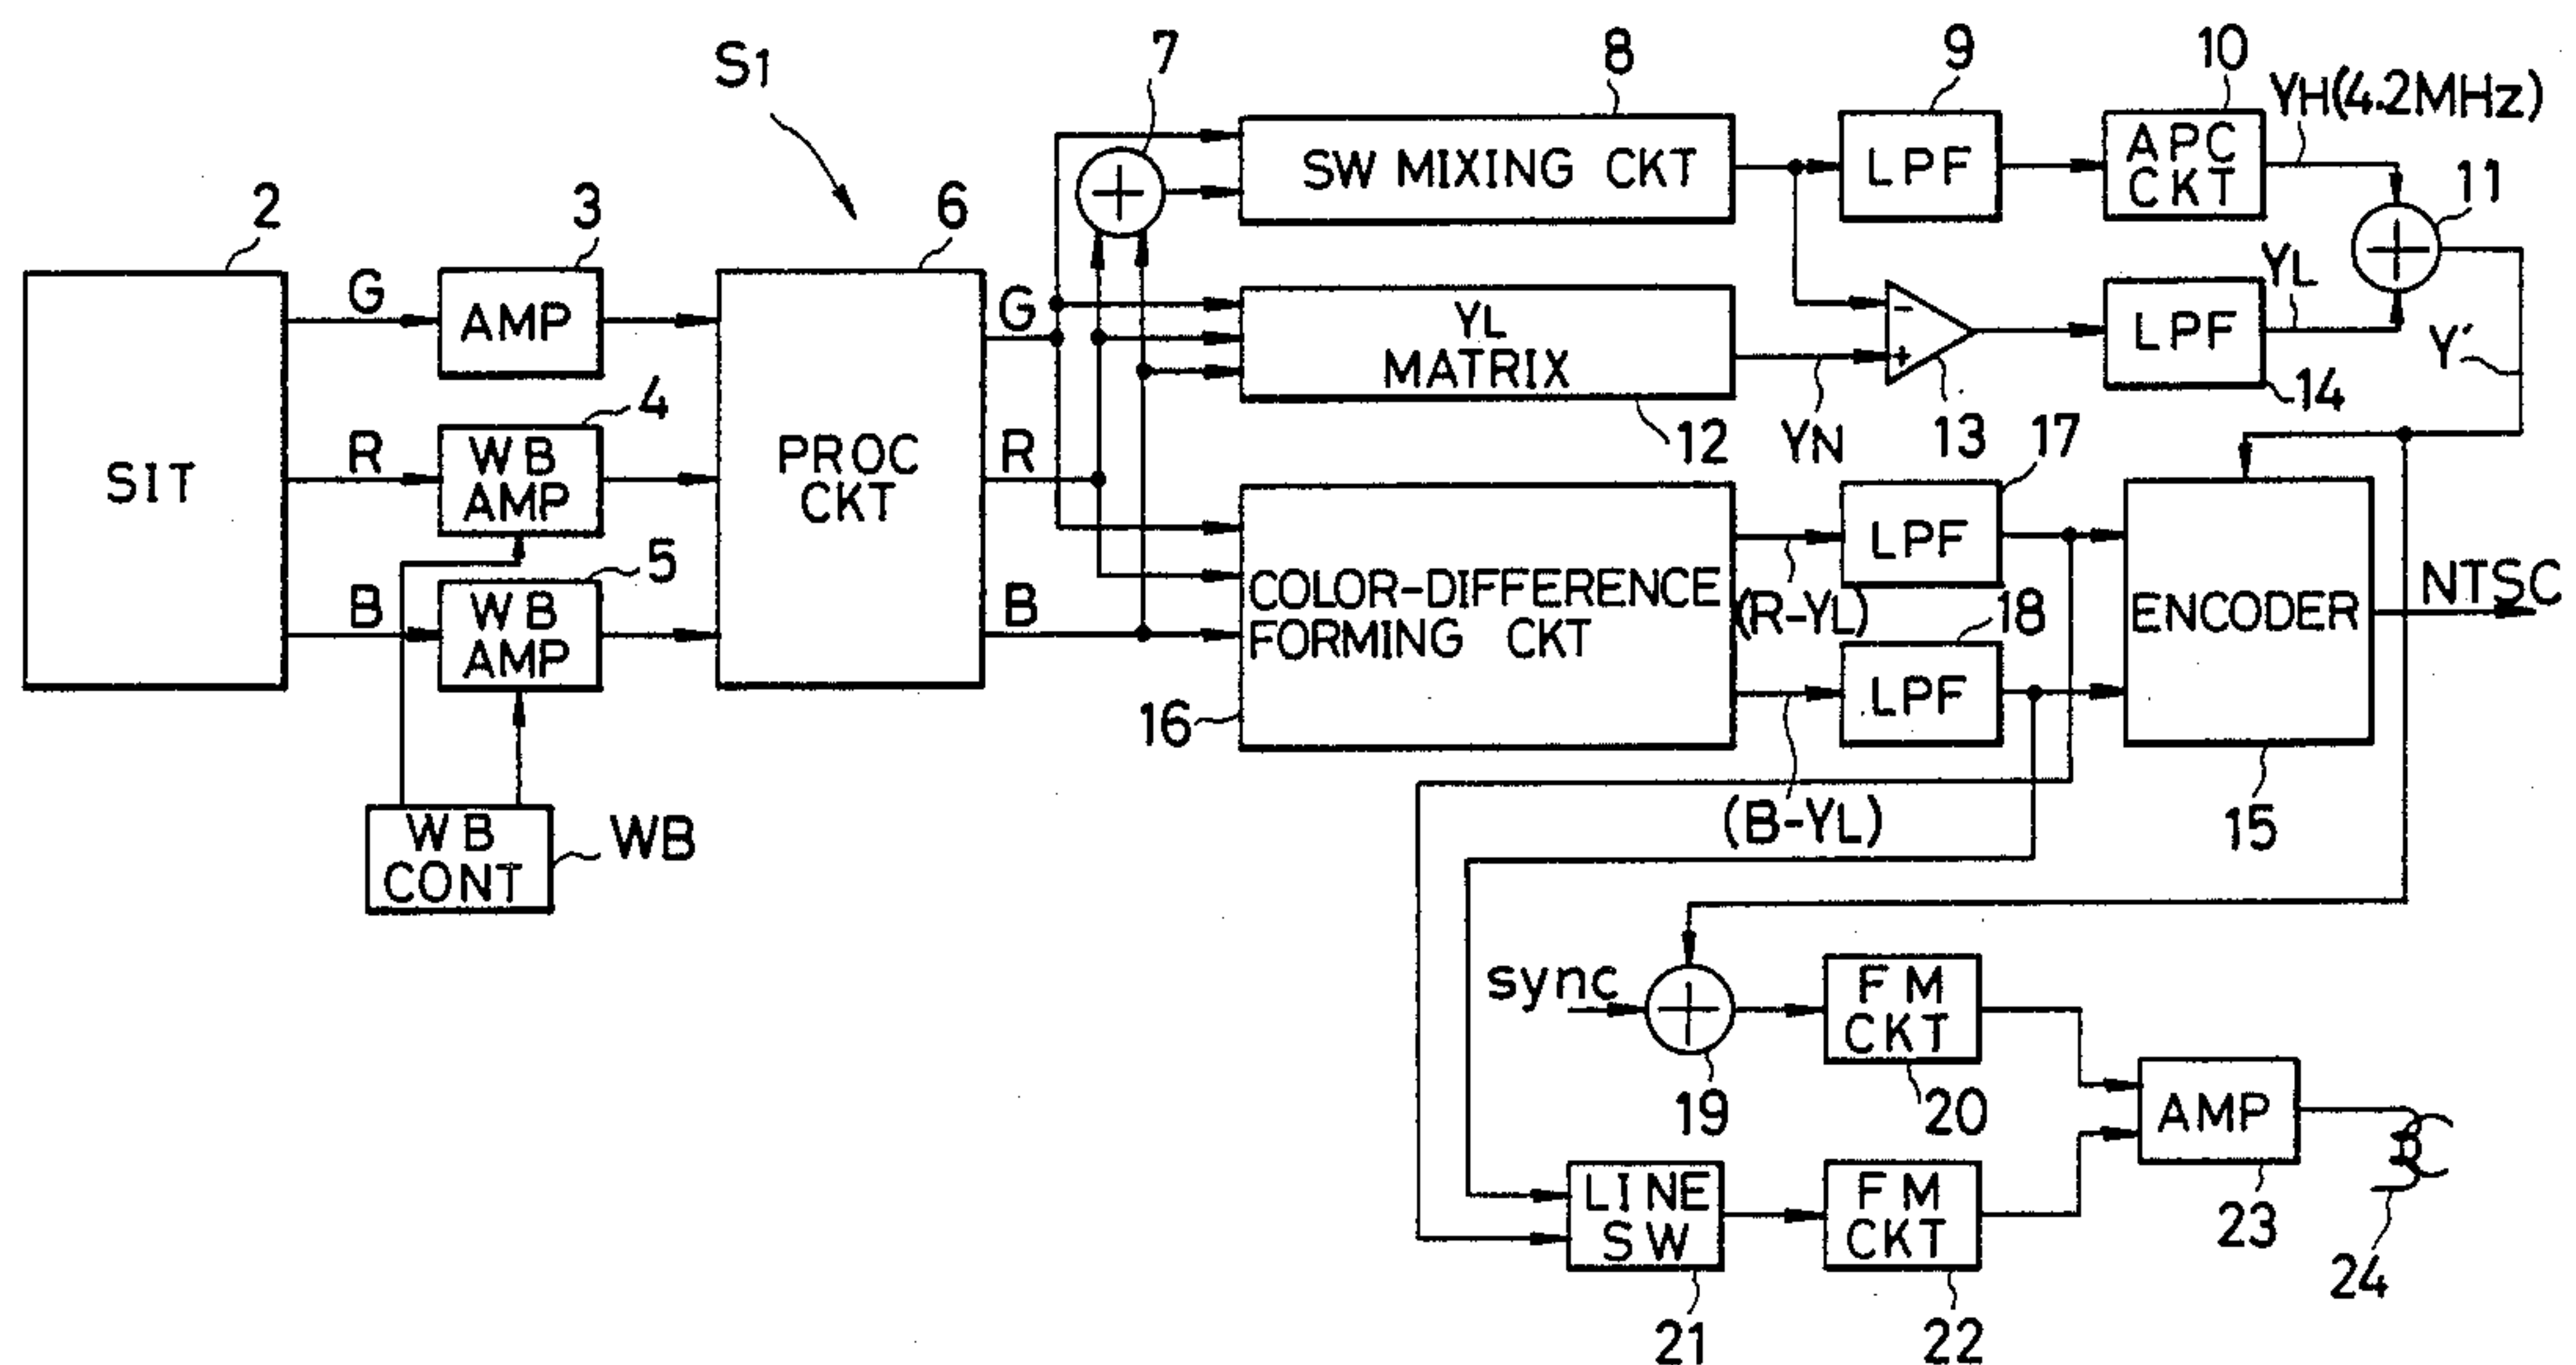 S1
2
SIT
G
R
B
3
AMP
4
WB
AMP
5
WB
AMP
WB
CONT
WB
6
PROC
CKT
G
R
B
7
8
SW MIXING CKT
9
LPF
10
APC
CKT
YH(4.2MHz)
11
YL
MATRIX
12
YN
-
+
13
LPF
14
YL
Y'
COLOR-DIFFERENCE
FORMING CKT
16
(R-YL)
(B-YL)
17
LPF
18
LPF
ENCODER
15
NTSC
sync
19
FM
CKT
20
LINE
SW
21
FM
CKT
22
AMP
23
24